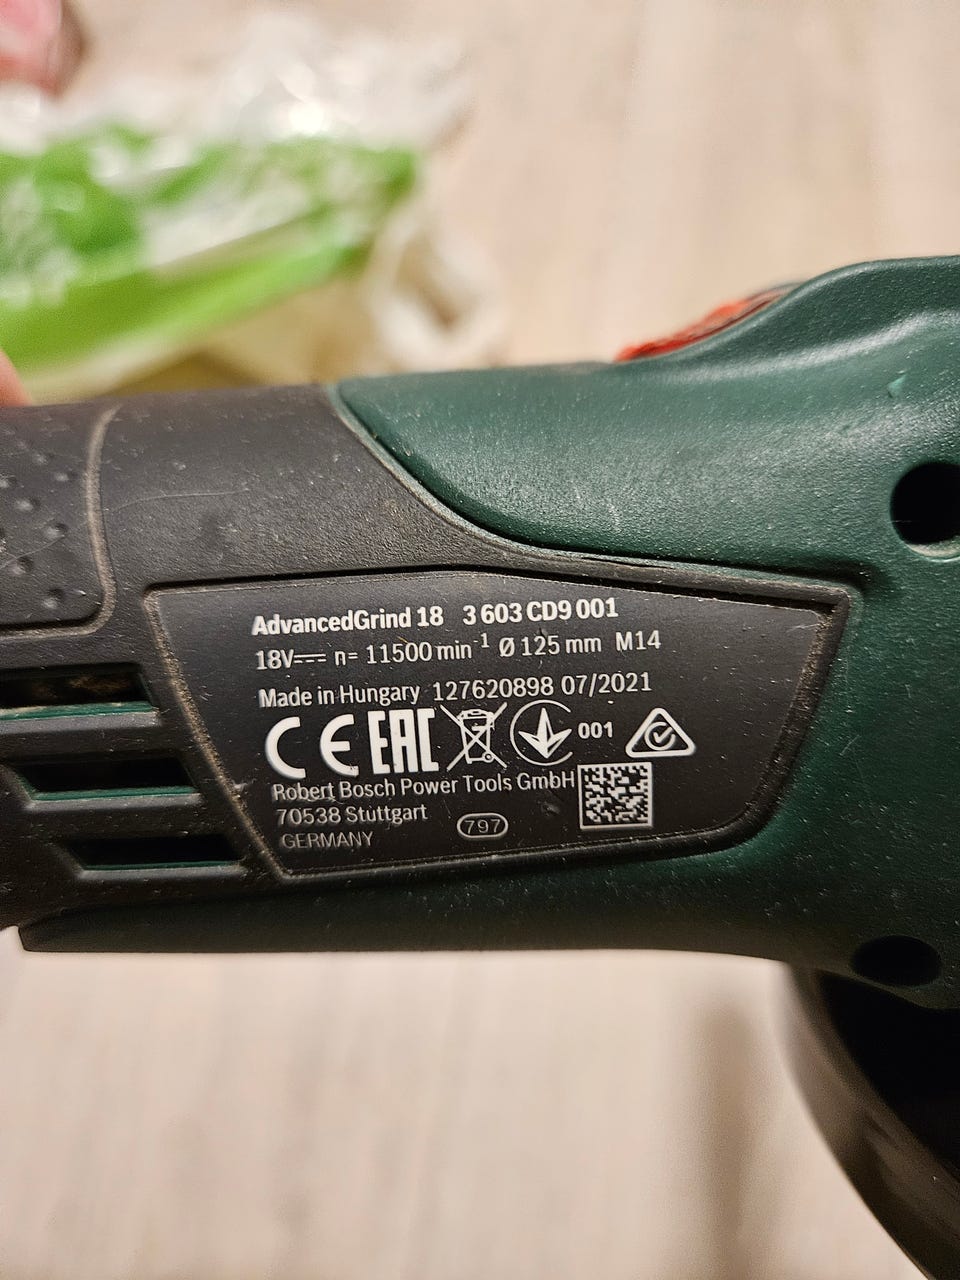 AdvancedGrind 18 3 603 CD9 001
18V⎓ n= 11500 min⁻¹ Ø 125 mm M14
Made in Hungary 127620898 07/2021
CE EAC 001
Robert Bosch Power Tools GmbH
70538 Stuttgart
GERMANY 797